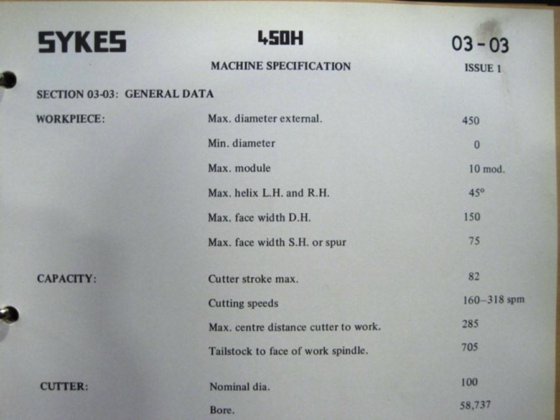 SYKES 450H 03-03
MACHINE SPECIFICATION ISSUE 1
SECTION 03-03: GENERAL DATA
WORKPIECE: Max. diameter external. 450
Min. diameter 0
Max. module 10 mod.
Max. helix L.H. and R.H. 45°
Max. face width D.H. 150
Max. face width S.H. or spur 75
CAPACITY: Cutter stroke max. 82
Cutting speeds 160–318 spm
Max. centre distance cutter to work. 285
Tailstock to face of work spindle. 705
CUTTER: Nominal dia. 100
Bore. 58,737